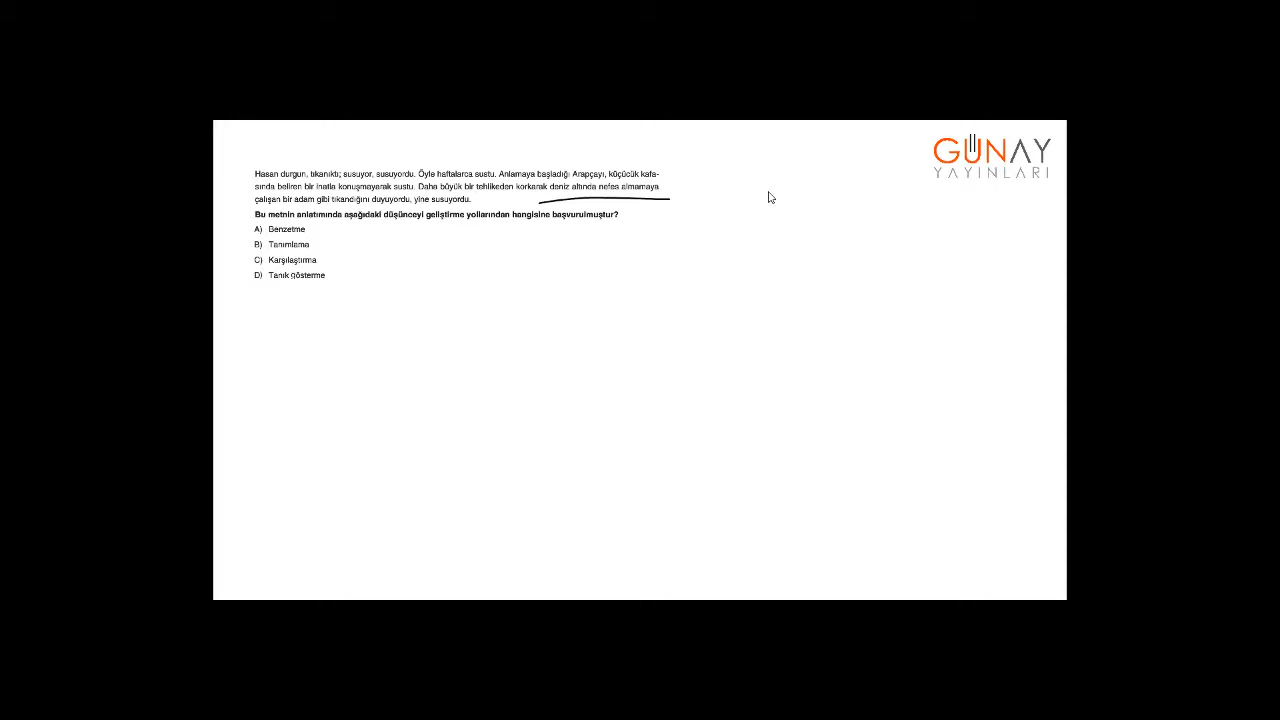 GÜNAY
YAYINLARI
Hasan durgun, tıkanıktı; susuyor, susuyordu. Öyle haftalarca sustu. Anlamaya başladığı Arapçayı, küçücük kafa-
sında beliren bir inatla konuşmayarak sustu. Daha büyük bir tehlikeden korkarak deniz altında nefes almamaya
çalışan bir adam gibi tıkandığını duyuyordu, yine susuyordu.
Bu metnin anlatımında aşağıdaki düşünceyi geliştirme yollarından hangisine başvurulmuştur?
A) Benzetme
B) Tanımlama
C) Karşılaştırma
D) Tanık gösterme